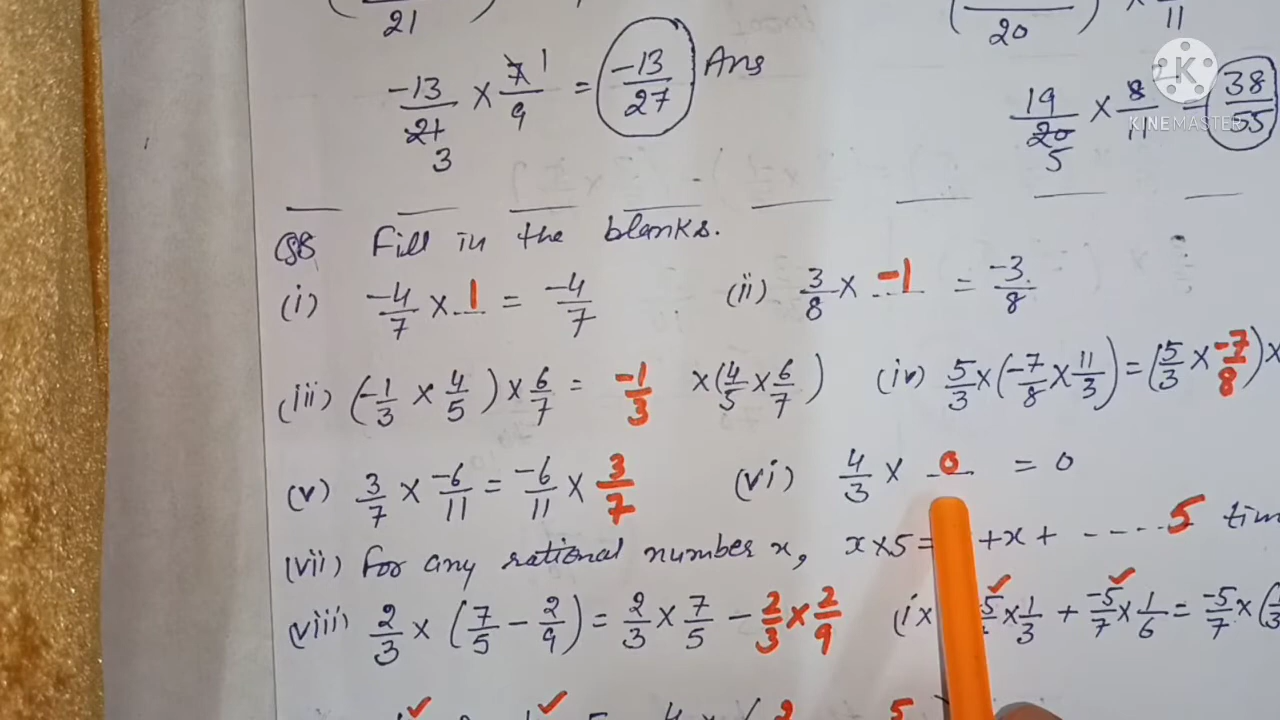 21
20
11
-13/21 3 × 7 1/9 = -13/27 Ans
19/20 5 × 8/11 = 38/55
KINEMASTER
Q8 Fill in the blanks.
(i) -4/7 × 1 = -4/7 (ii) 3/8 × -1 = -3/8
(iii) (-1/3 × 4/5) × 6/7 = -1/3 × (4/5 × 6/7) (iv) 5/3 × (-7/8 × 11/3) = (5/3 × -7/8) ×
(v) 3/7 × -6/11 = -6/11 × 3/7 (vi) 4/3 × 0 = 0
(vii) For any rational number x, x × 5 = + x + ---- 5 tim
(viii) 2/3 × (7/5 - 2/9) = 2/3 × 7/5 - 2/3 × 2/9 (ix 5 × 1/3 + -5/7 × 1/6 = -5/7 × (1/3